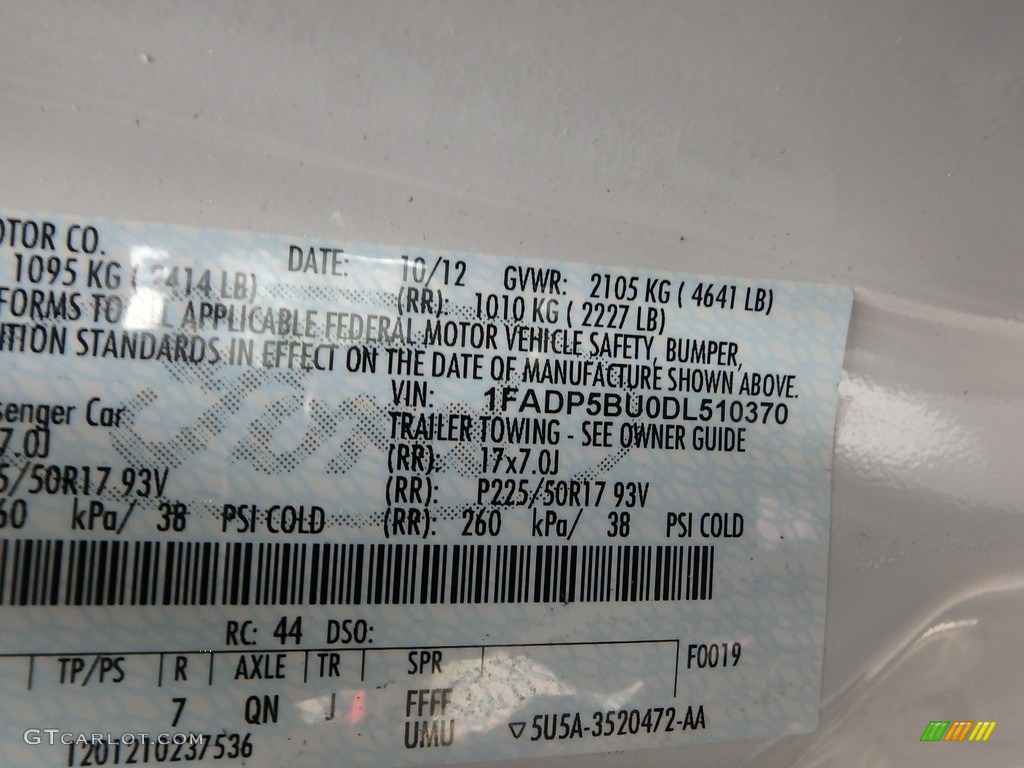 OTOR CO. DATE: 10/12 GVWR: 2105 KG ( 4641 LB)
1095 KG ( 2414 LB) (RR): 1010 KG ( 2227 LB)
FORMS TO ALL APPLICABLE FEDERAL MOTOR VEHICLE SAFETY, BUMPER,
TION STANDARDS IN EFFECT ON THE DATE OF MANUFACTURE SHOWN ABOVE.
VIN: 1FADP5BU0DL510370
senger Car TRAILER TOWING - SEE OWNER GUIDE
7.0J (RR): 17x7.0J
5/50R17 93V (RR): P225/50R17 93V
60 kPa/ 38 PSI COLD (RR): 260 kPa/ 38 PSI COLD
RC: 44 DSO:
TP/PS R AXLE TR SPR F0019
7 QN J FFFF
UMU ▽5U5A-3520472-AA
1201210237536
GTcarlot.com